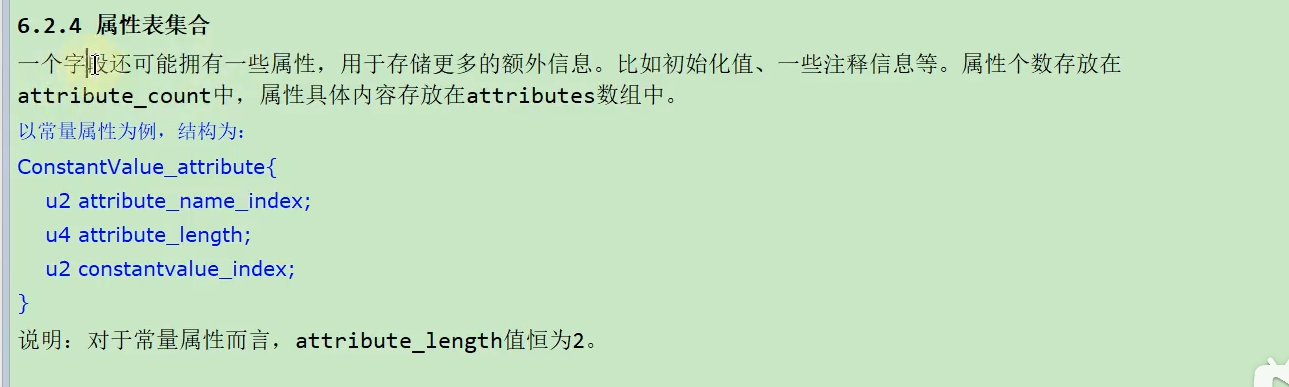 6.2.4 属性表集合
一个字段还可能拥有一些属性，用于存储更多的额外信息。比如初始化值、一些注释信息等。属性个数存放在
attribute_count中，属性具体内容存放在attributes数组中。
以常量属性为例，结构为：
ConstantValue_attribute{
u2 attribute_name_index;
u4 attribute_length;
u2 constantvalue_index;
}
说明：对于常量属性而言，attribute_length值恒为2。